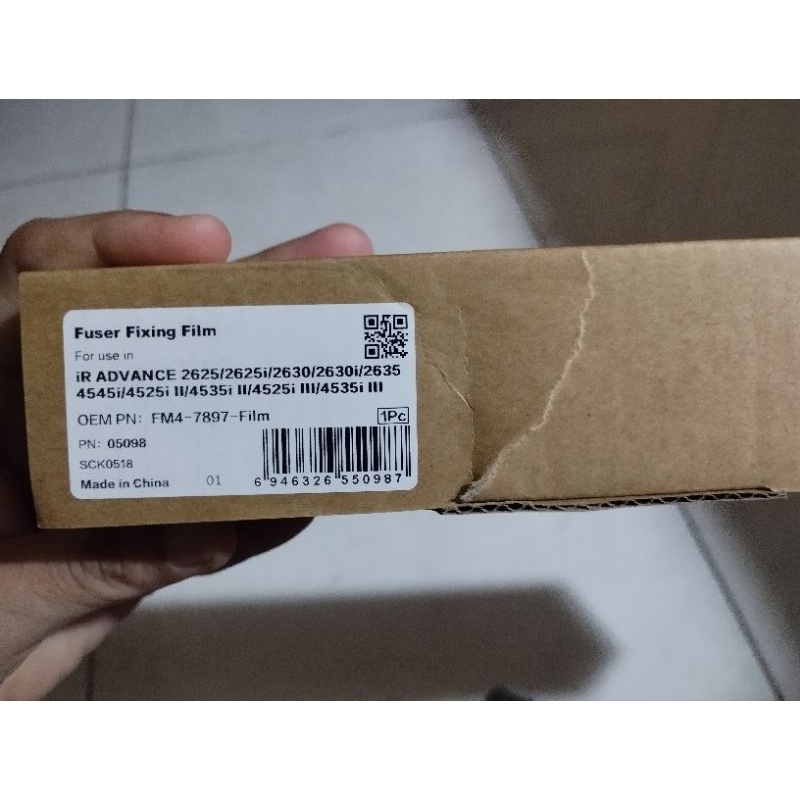 Fuser Fixing Film
For use in
iR ADVANCE 2625/2625i/2630/2630i/2635
4545i/4525i II/4535i II/4525i III/4535i III
OEM PN: FM4-7897-Film
1Pc
PN: 05098
SCK0518
Made in China 01
6 946326 550987